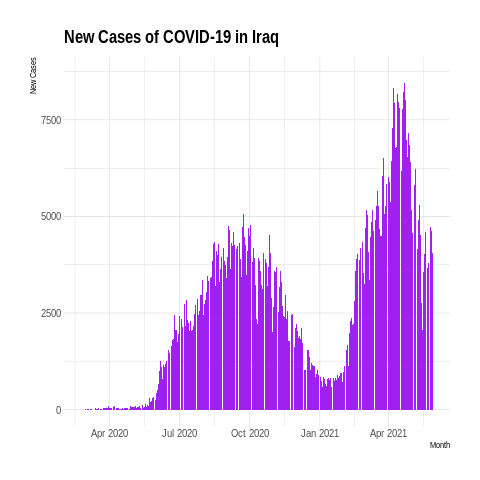 New Cases of COVID-19 in Iraq
New Cases
7500
5000
2500
0
Apr 2020 Jul 2020 Oct 2020 Jan 2021 Apr 2021
Month